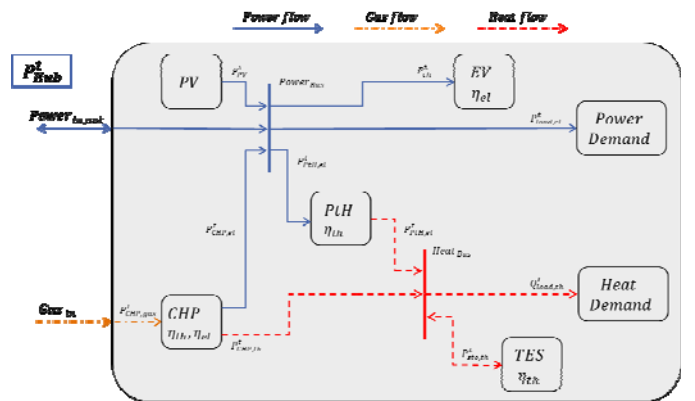 Power flow Gas flow Heat flow
P^t_Hub
PV
P^t_PV
Power_Bus
EV
η_el
Power_in,out
P^t_load,el
Power
Demand
P^t_PtH,el
PtH
η_th
P^t_CHP,el
P^t_PtH,el
Heat_Bus
Q^t_load,th
Heat
Demand
Gas_in
P^t_CHP,gas
CHP
η_th, η_el
P^t_CHP,th
P^t_sto,th
TES
η_th